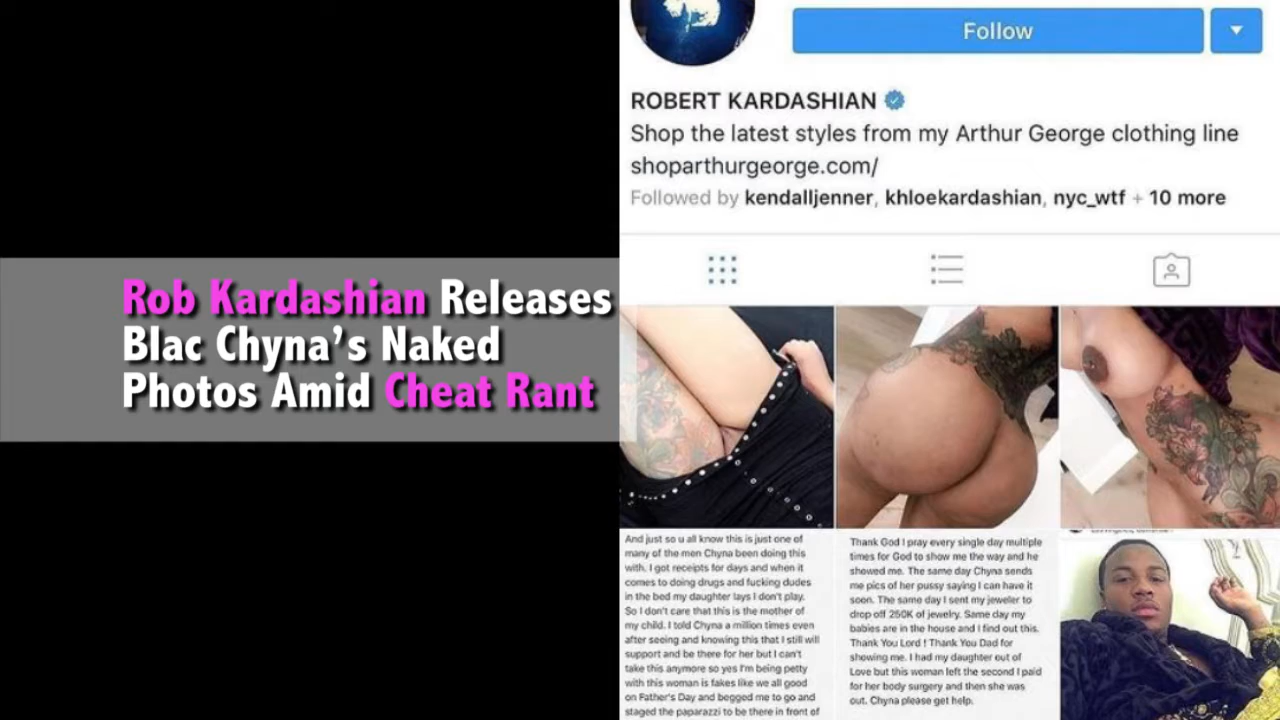 Rob Kardashian Releases
Blac Chyna's Naked
Photos Amid Cheat Rant
Follow
ROBERT KARDASHIAN
Shop the latest styles from my Arthur George clothing line
shoparthurgeorge.com/
Followed by kendalljenner, khloekardashian, nyc_wtf + 10 more
And just so u all know this is just one of
many of the men Chyna been doing this
with. I got receipts for days and when it
comes to doing drugs and fucking dudes
in the bed my daughter lays I don't play.
So I don't care that this is the mother of
my child. I told Chyna a million times even
after seeing and knowing this that I still will
support and be there for her but I can't
take this anymore so yes I'm being petty
with this woman is fakes like we all good
on Father's Day and begged me to go and
staged the paparazzi to be there in front of
Thank God I pray every single day multiple
times for God to show me the way and he
showed me. The same day Chyna sends
me pics of her pussy saying I can have it
soon. The same day I sent my jeweler to
drop off 250K of jewelry. Same day my
babies are in the house and I find out this.
Thank You Lord ! Thank You Dad for
showing me. I had my daughter out of
Love but this woman left the second I paid
for her body surgery and then she was
out. Chyna please get help.